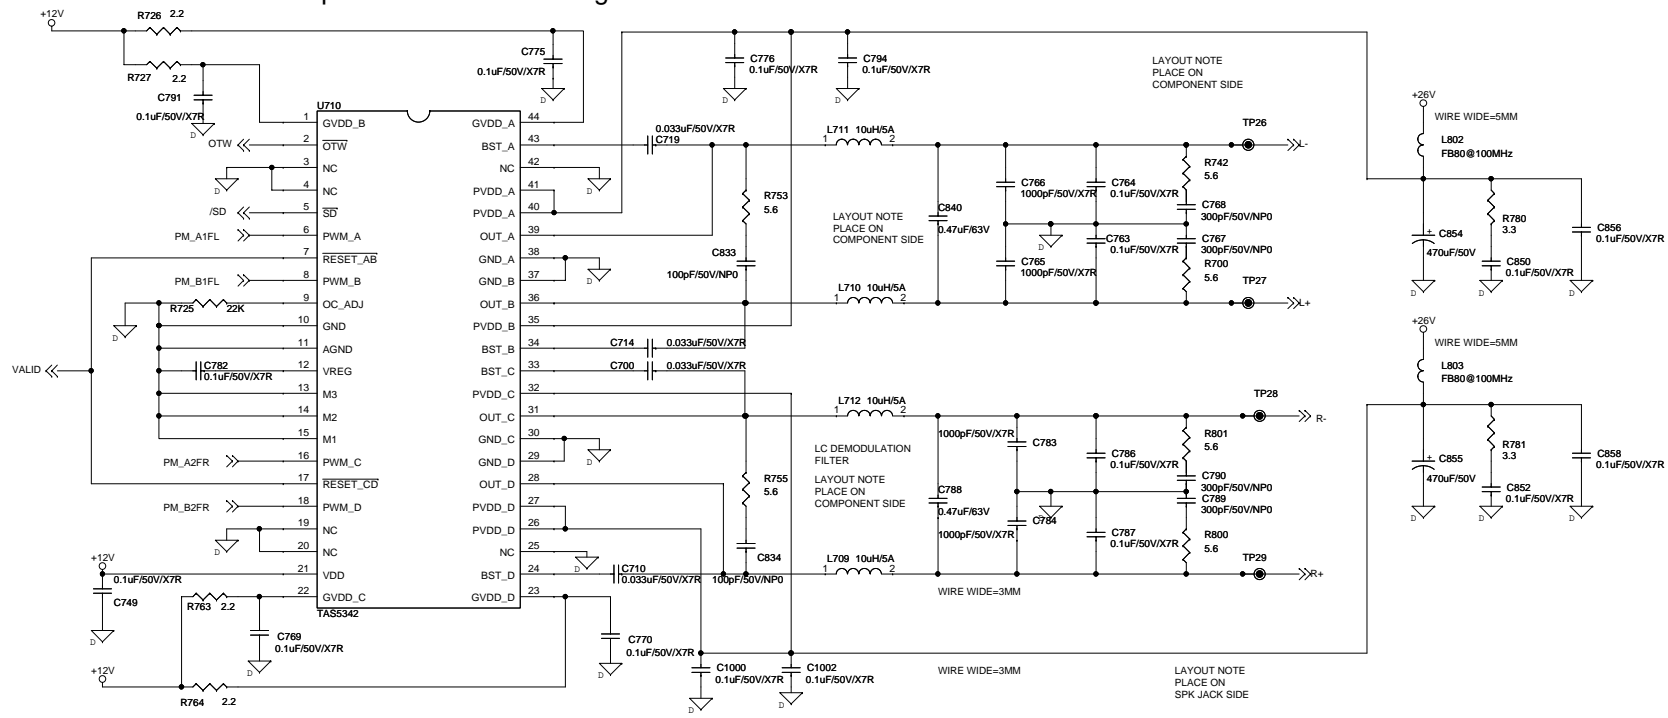 +12V
R726 2.2
R727 2.2
C791
0.1uF/50V/X7R
C775
0.1uF/50V/X7R
C776
0.1uF/50V/X7R
C794
0.1uF/50V/X7R
LAYOUT NOTE
PLACE ON
COMPONENT SIDE
D
D
D
D
U710
1 GVDD_B
2 OTW
3 NC
4 NC
5 SD
6 PWM_A
7 RESET_AB
8 PWM_B
9 OC_ADJ
10 GND
11 AGND
12 VREG
13 M3
14 M2
15 M1
16 PWM_C
17 RESET_CD
18 PWM_D
19 NC
20 NC
21 VDD
22 GVDD_C
GVDD_A 44
BST_A 43
NC 42
PVDD_A 41
PVDD_A 40
OUT_A 39
GND_A 38
GND_B 37
OUT_B 36
PVDD_B 35
BST_B 34
BST_C 33
PVDD_C 32
OUT_C 31
GND_C 30
GND_D 29
OUT_D 28
PVDD_D 27
PVDD_D 26
NC 25
BST_D 24
GVDD_D 23
TAS5342
OTW
D
/SD
PM_A1FL
PM_B1FL
D
R725 22K
VALID
C782
0.1uF/50V/X7R
PM_A2FR
PM_B2FR
D
+12V
0.1uF/50V/X7R
C749
D
R763 2.2
C769
0.1uF/50V/X7R
D
+12V
R764 2.2
0.033uF/50V/X7R
C719
D
D
R753
5.6
C833
100pF/50V/NP0
C714 0.033uF/50V/X7R
C700 0.033uF/50V/X7R
D
R755
5.6
C834
100pF/50V/NP0
D
C710
0.033uF/50V/X7R
C770
0.1uF/50V/X7R
D
C1000
0.1uF/50V/X7R
D
C1002
0.1uF/50V/X7R
D
L711 10uH/5A
1 2
LAYOUT NOTE
PLACE ON
COMPONENT SIDE
C840
0.47uF/63V
L710 10uH/5A
1 2
C766
1000pF/50V/X7R
C764
0.1uF/50V/X7R
R742
5.6
C768
300pF/50V/NP0
D
C765
1000pF/50V/X7R
C763
0.1uF/50V/X7R
C767
300pF/50V/NP0
R700
5.6
TP26
L-
TP27
L+
L712 10uH/5A
1 2
LC DEMODULATION
FILTER
LAYOUT NOTE
PLACE ON
COMPONENT SIDE
C788
0.47uF/63V
L709 10uH/5A
1 2
1000pF/50V/X7R
C783
C786
0.1uF/50V/X7R
R801
5.6
C790
300pF/50V/NP0
D
C784
1000pF/50V/X7R
C787
0.1uF/50V/X7R
C789
300pF/50V/NP0
R800
5.6
TP28
R-
TP29
R+
WIRE WIDE=3MM
WIRE WIDE=3MM
LAYOUT NOTE
PLACE ON
SPK JACK SIDE
+26V
WIRE WIDE=5MM
L802
FB80@100MHz
+ C854
470uF/50V
R780
3.3
C850
0.1uF/50V/X7R
C856
0.1uF/50V/X7R
D
D
D
+26V
WIRE WIDE=5MM
L803
FB80@100MHz
+ C855
470uF/50V
R781
3.3
C852
0.1uF/50V/X7R
C858
0.1uF/50V/X7R
D
D
D